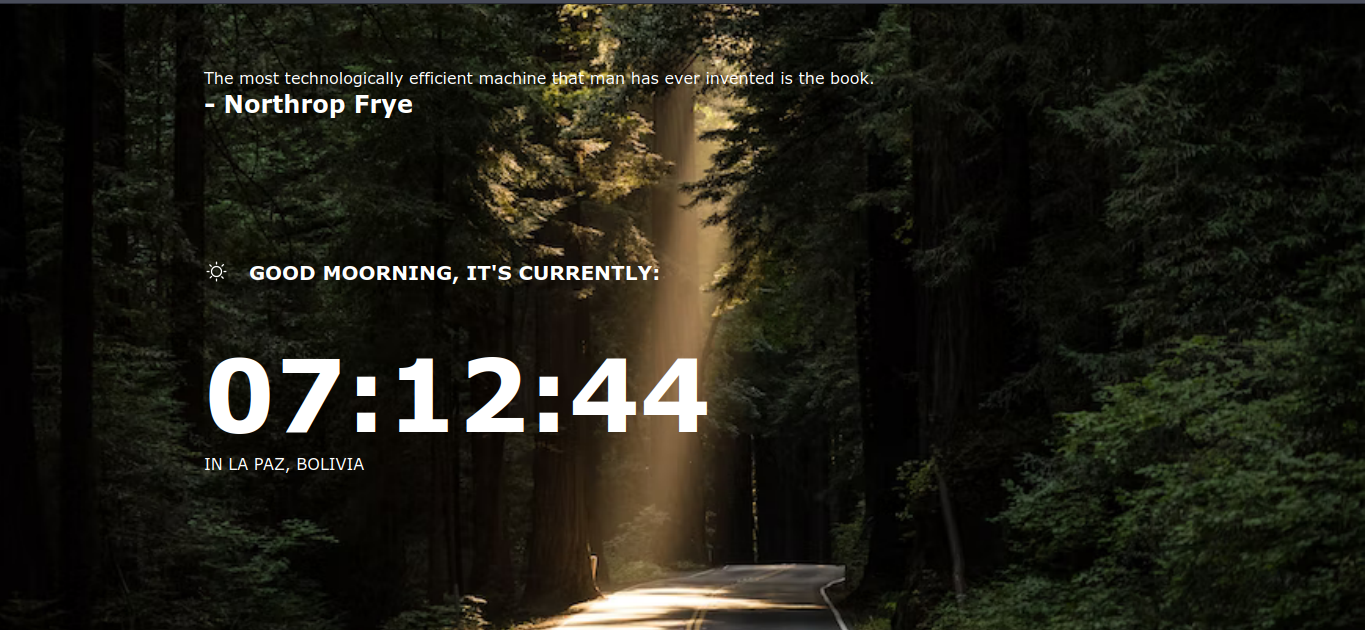 The most technologically efficient machine that man has ever invented is the book.
- Northrop Frye
GOOD MOORNING, IT'S CURRENTLY:
07:12:44
IN LA PAZ, BOLIVIA